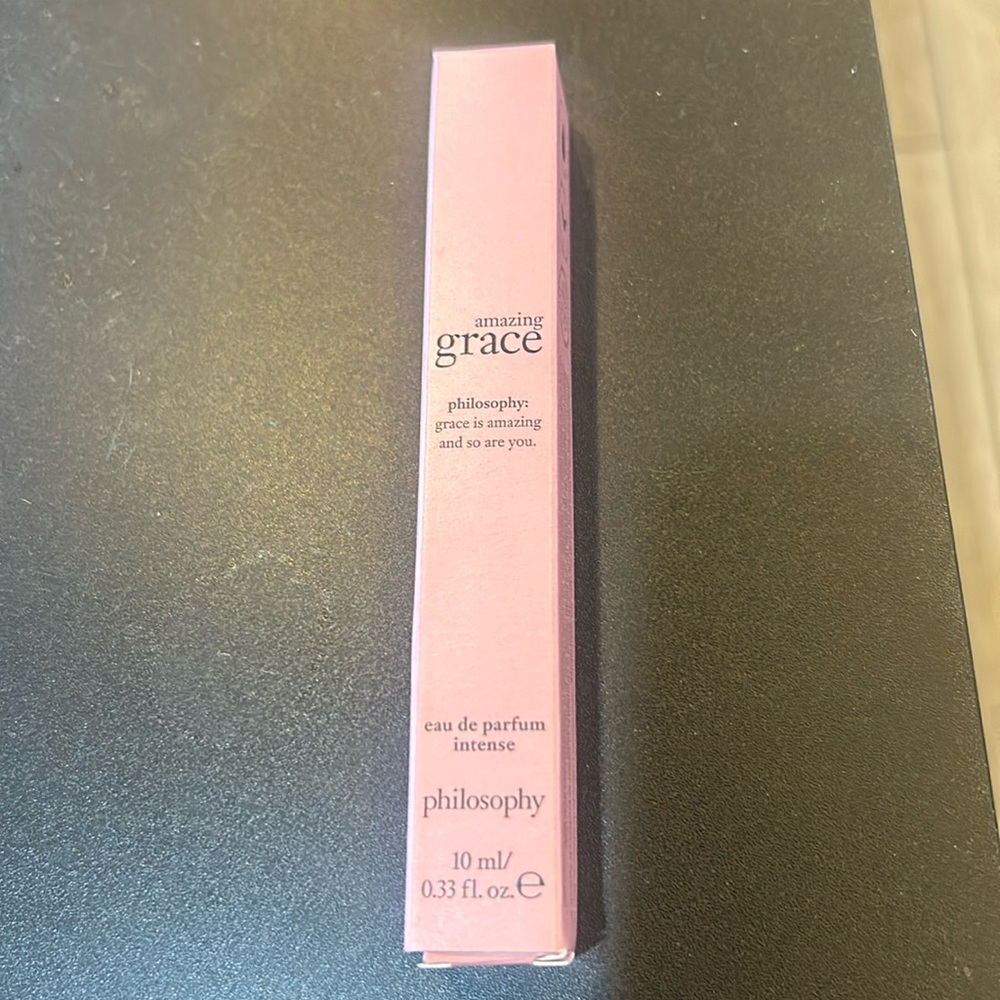 amazing
grace
philosophy:
grace is amazing
and so are you.
eau de parfum
intense
philosophy
10 ml/
0.33 fl. oz.℮